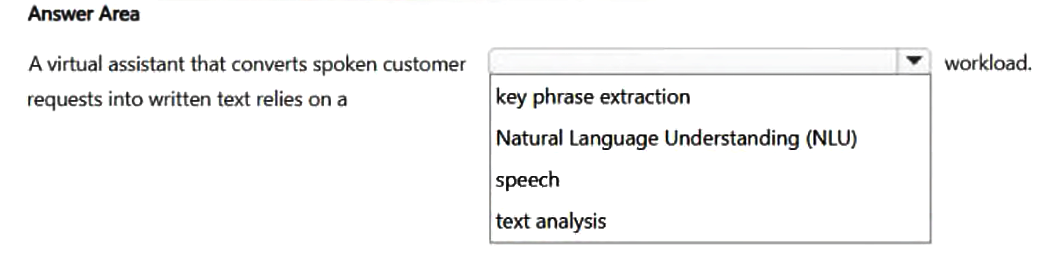 Answer Area
A virtual assistant that converts spoken customer workload.
requests into written text relies on a
key phrase extraction
Natural Language Understanding (NLU)
speech
text analysis